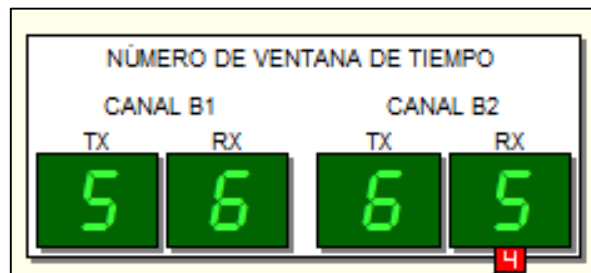 NÚMERO DE VENTANA DE TIEMPO
CANAL B1 CANAL B2
TX RX TX RX
5 6 6 5
4